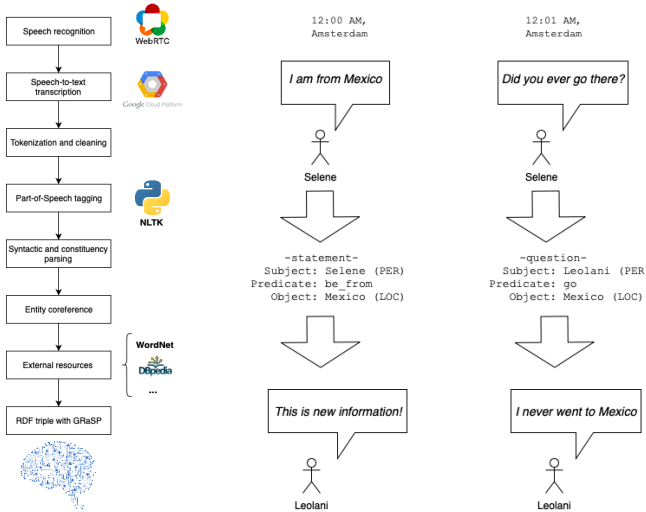 Speech recognition
WebRTC
Speech-to-text
transcription
Google Cloud Platform
Tokenization and cleaning
Part-of-Speech tagging
NLTK
Syntactic and constituency
parsing
Entity coreference
External resources
WordNet
DBpedia
...
RDF triple with GRaSP
12:00 AM,
Amsterdam
I am from Mexico
Selene
-statement-
Subject: Selene (PER)
Predicate: be_from
Object: Mexico (LOC)
This is new information!
Leolani
12:01 AM,
Amsterdam
Did you ever go there?
Selene
-question-
Subject: Leolani (PER
Predicate: go
Object: Mexico (LOC)
I never went to Mexico
Leolani